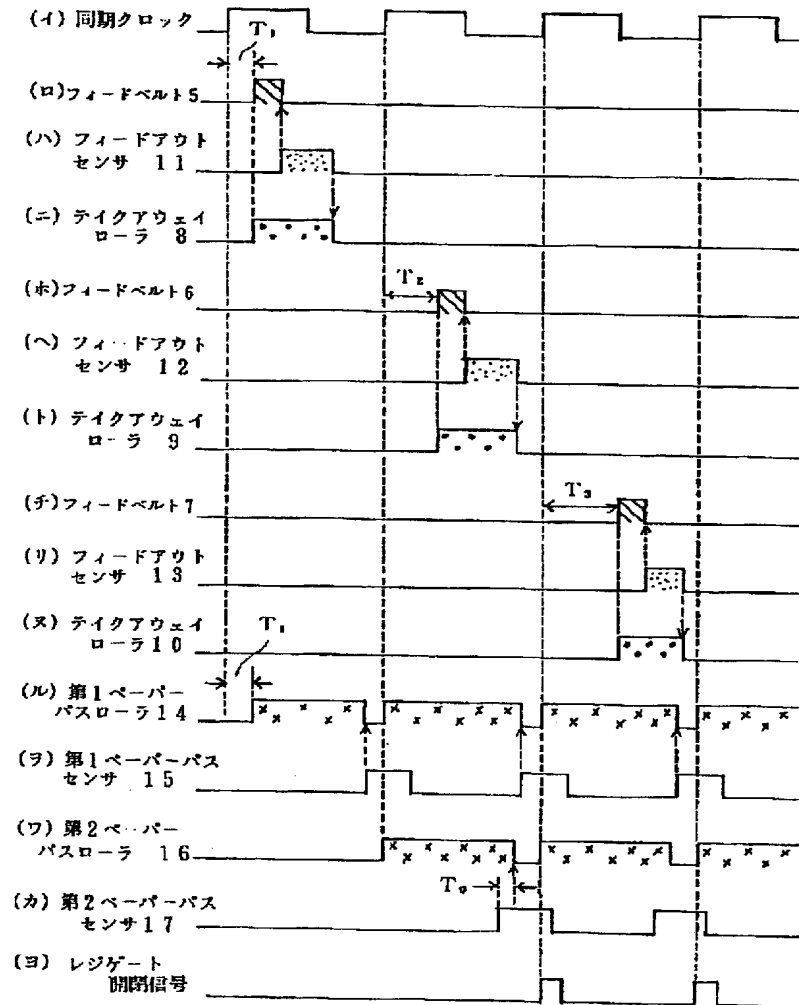 (イ) 同期クロック
T₁
(ロ)フィードベルト5
(ハ) フィードアウト
センサ 11
(ニ) テイクアウェイ
ローラ 8
T₂
(ホ)フィードベルト6
(ヘ) フィ‥ドアウト
センサ 12
(ト) テイクアウェイ
ロ‐ラ 9
T₃
(チ)フィードベルト7
(リ) フィードアウト
センサ 13
(ヌ) テイクアウェイ
ローラ10
T₁
(ル) 第1ペーパー
パスローラ14
(ヲ) 第1ペーパーパス
センサ 15
(ワ) 第2ペ‥パー
パスローラ 16
(カ) 第2ペーパーパス
センサ17
(ヨ) レジゲート
開閉信号